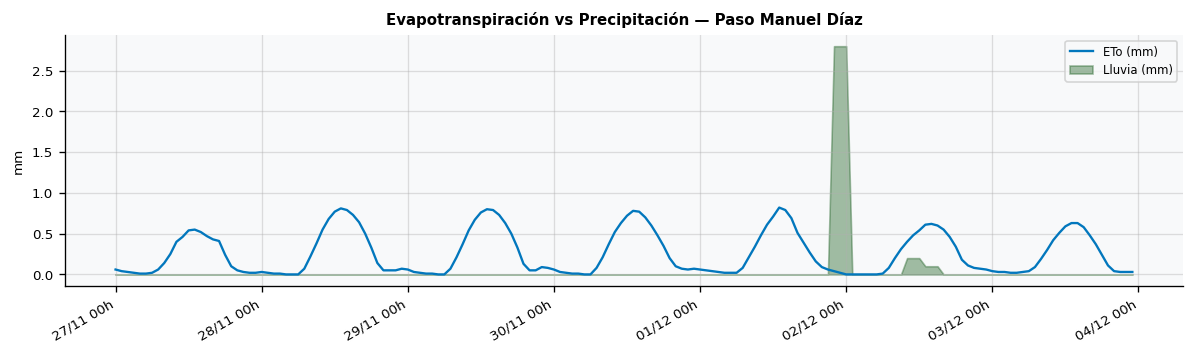 Evapotranspiración vs Precipitación — Paso Manuel Díaz
ETo (mm)
Lluvia (mm)
mm
2.5
2.0
1.5
1.0
0.5
0.0
27/11 00h
28/11 00h
29/11 00h
30/11 00h
01/12 00h
02/12 00h
03/12 00h
04/12 00h